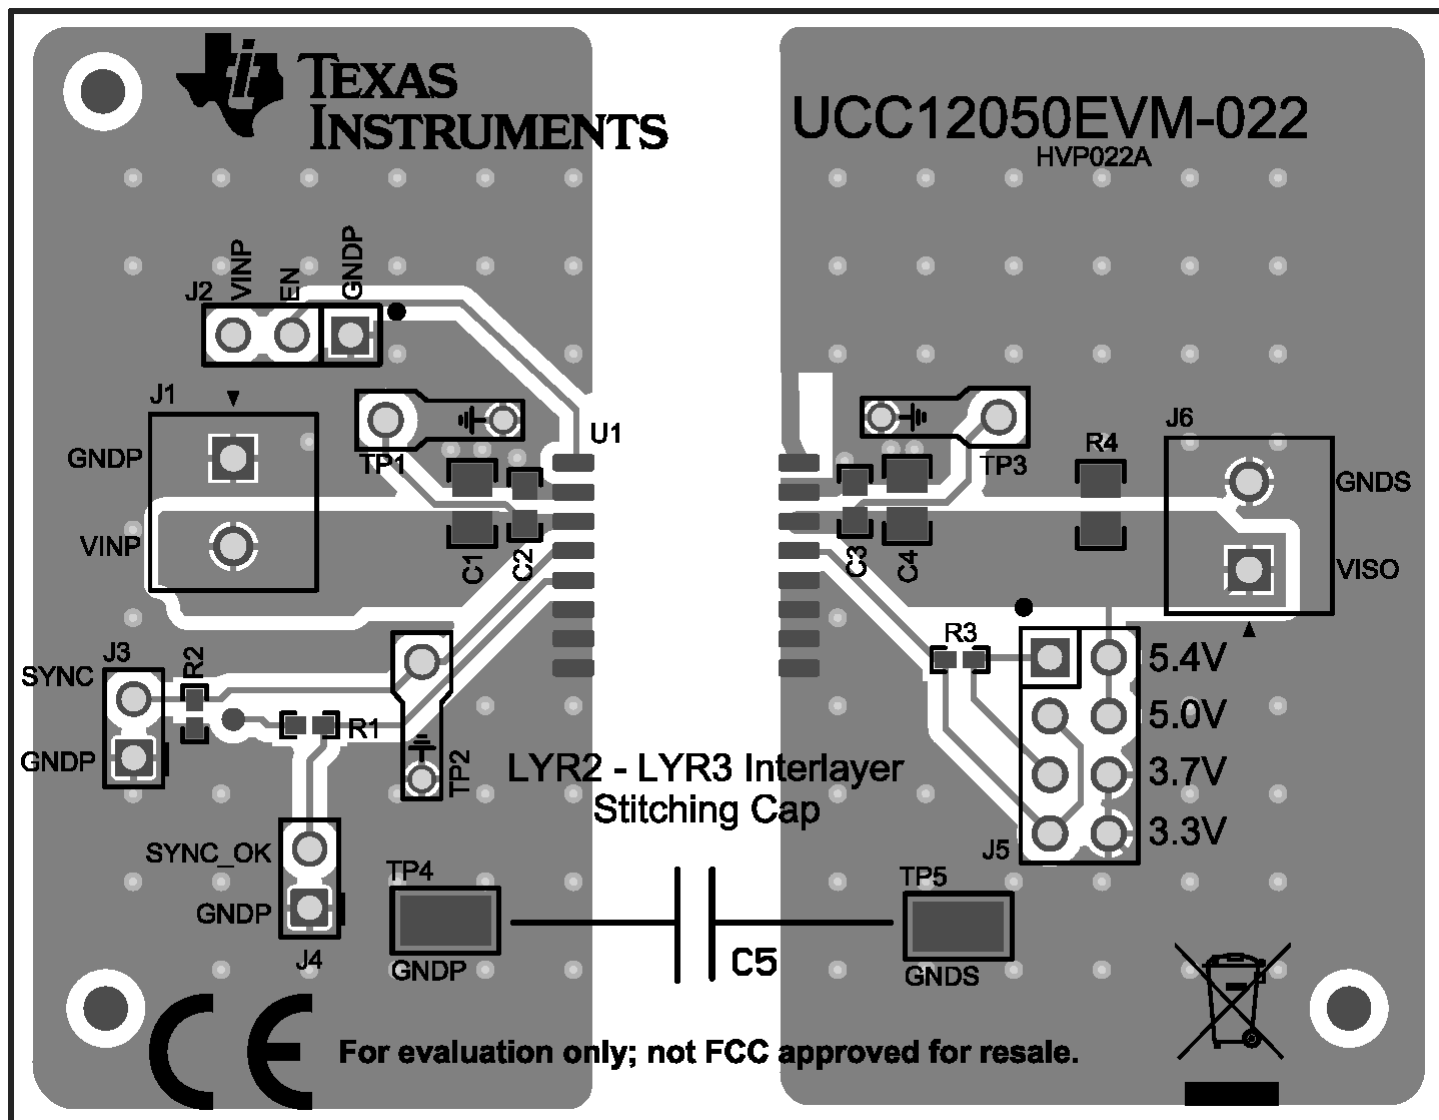 TEXAS
INSTRUMENTS
UCC12050EVM-022
HVP022A
J2
VINP
EN
GNDP
J1
GNDP
VINP
TP1
U1
C1
C2
TP3
R4
J6
GNDS
VISO
C3
C4
J3
SYNC
GNDP
R2
R1
TP2
R3
5.4V
5.0V
3.7V
3.3V
J5
LYR2 - LYR3 Interlayer
Stitching Cap
SYNC_OK
GNDP
J4
TP4
GNDP
C5
TP5
GNDS
CE
For evaluation only; not FCC approved for resale.